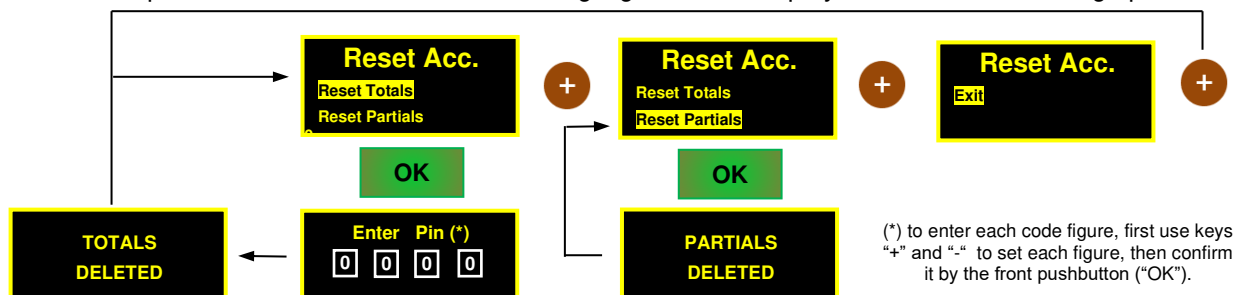 Reset Acc.
Reset Totals
Reset Partials
+
Reset Acc.
Reset Totals
Reset Partials
+
Reset Acc.
Exit
+
OK
OK
TOTALS
DELETED
Enter Pin (*)
0 0 0 0
PARTIALS
DELETED
(*) to enter each code figure, first use keys
“+” and “-“ to set each figure, then confirm
it by the front pushbutton (“OK”).